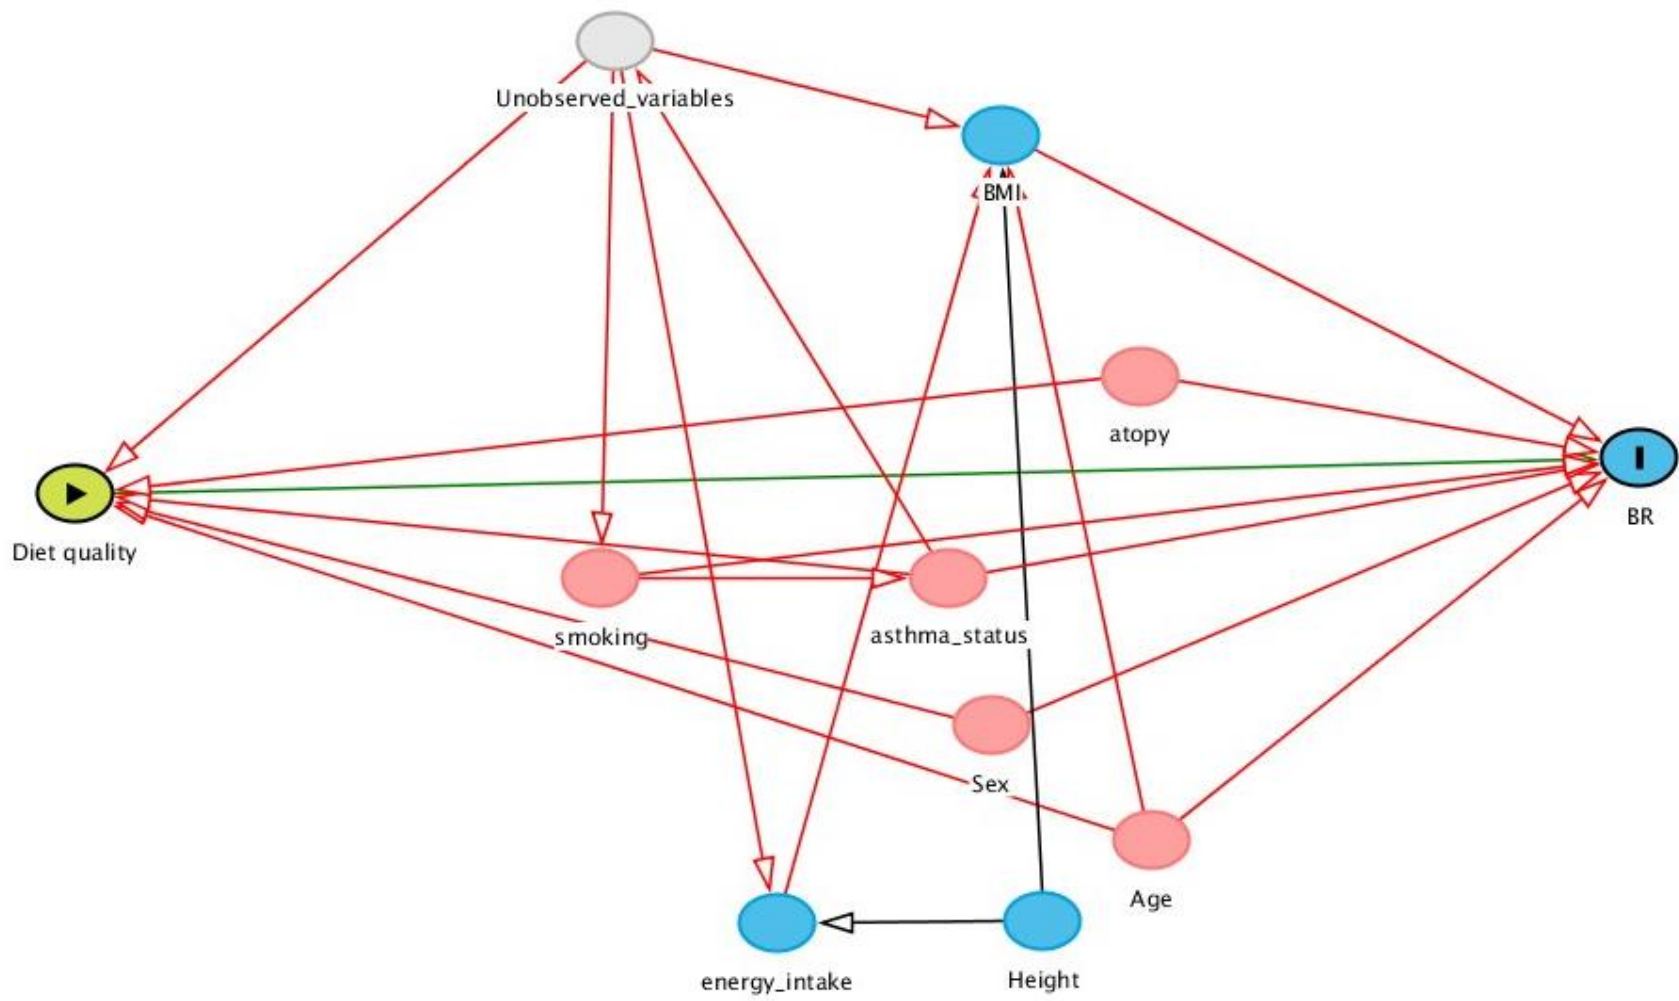 Unobserved_variables
BMI
atopy
BR
Diet quality
smoking
asthma_status
Sex
Age
energy_intake
Height